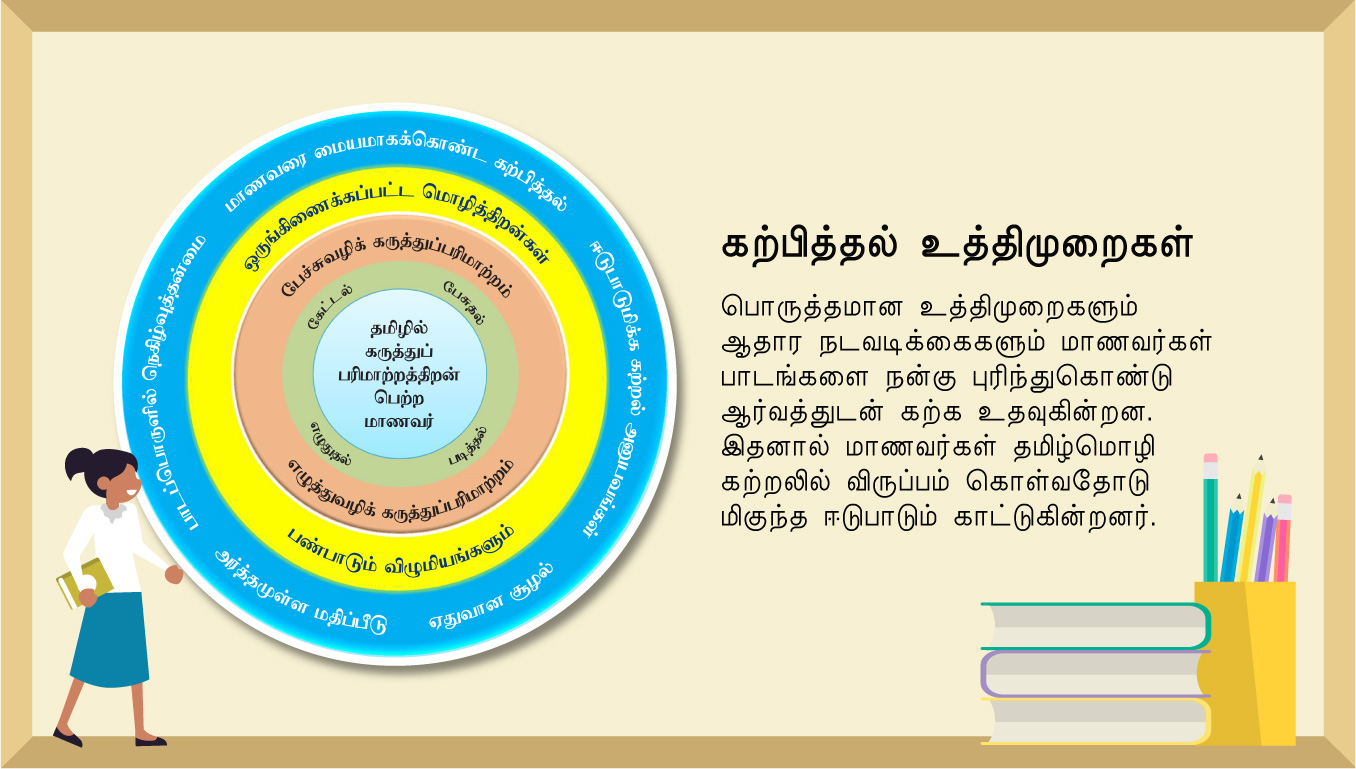 மாணவரை மையமாகக்கொண்ட கற்பித்தல்
ஈடுபாடுமிக்க கற்றல் அனுபவங்கள்
ஏதுவான சூழல்
அர்த்தமுள்ள மதிப்பீடு
பாடப்பொருளில் நெகிழ்வுத்தன்மை
ஒருங்கிணைக்கப்பட்ட மொழித்திறன்கள்
பண்பாடும் விழுமியங்களும்
பேச்சுவழிக் கருத்துப்பரிமாற்றம்
எழுத்துவழிக் கருத்துப்பரிமாற்றம்
கேட்டல்
பேசுதல்
எழுதுதல்
படித்தல்
தமிழில்
கருத்துப்
பரிமாற்றத்திறன்
பெற்ற
மாணவர்
கற்பித்தல் உத்திமுறைகள்
பொருத்தமான உத்திமுறைகளும்
ஆதார நடவடிக்கைகளும் மாணவர்கள்
பாடங்களை நன்கு புரிந்துகொண்டு
ஆர்வத்துடன் கற்க உதவுகின்றன.
இதனால் மாணவர்கள் தமிழ்மொழி
கற்றலில் விருப்பம் கொள்வதோடு
மிகுந்த ஈடுபாடும் காட்டுகின்றனர்.